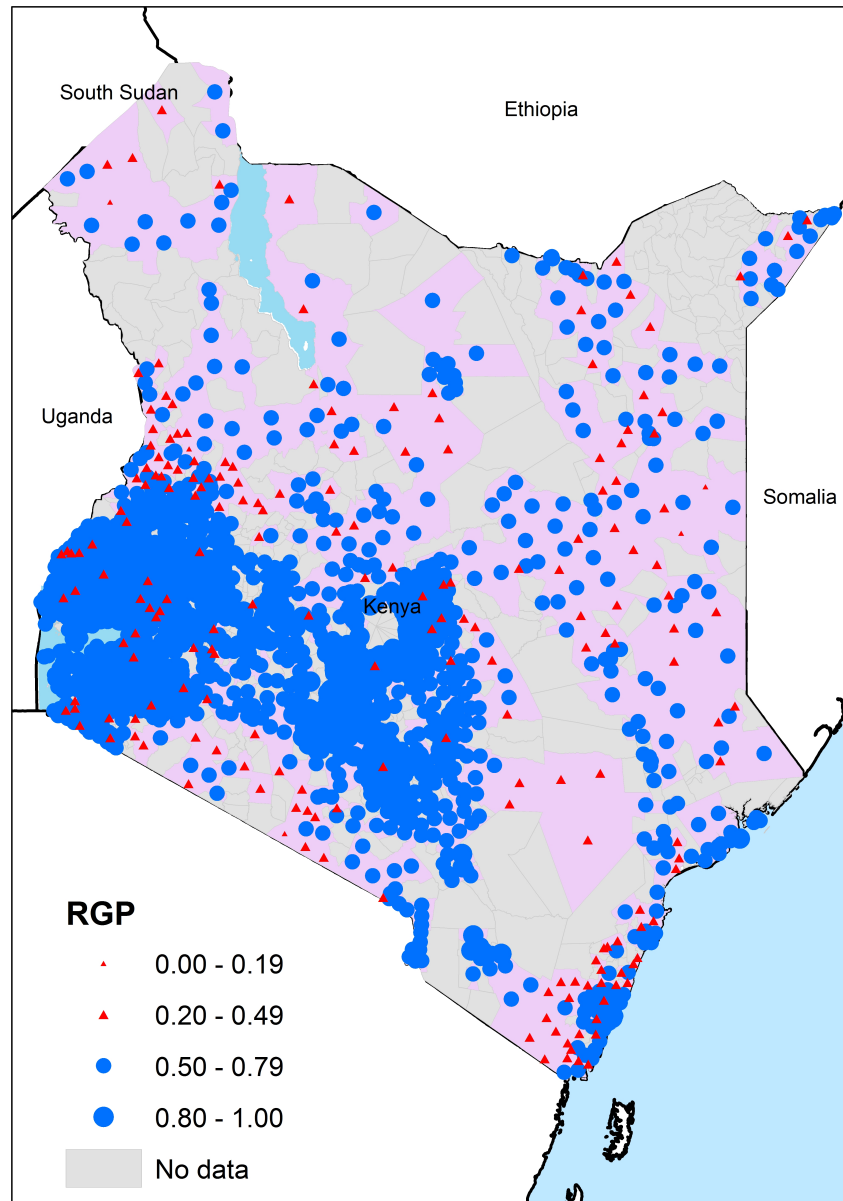 South Sudan
Ethiopia
Uganda
Somalia
Kenya
RGP
0.00 - 0.19
0.20 - 0.49
0.50 - 0.79
0.80 - 1.00
No data